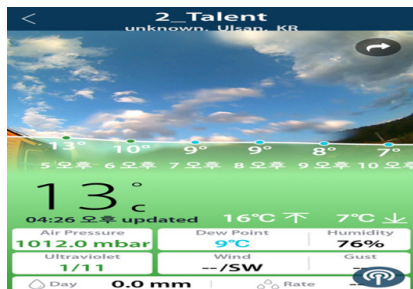 2_Talent
unknown, Ulsan, KR
13° 10° 9° 9° 8° 7°
5 오후 6 오후 7 오후 8 오후 9 오후 10 오후
13°c
04:26 오후 updated 16°C 7°C
Air Pressure Dew Point Humidity
1012.0 mbar 9°C 76%
Ultraviolet Wind Gust
1/11 --/SW
Day 0.0 mm Rate